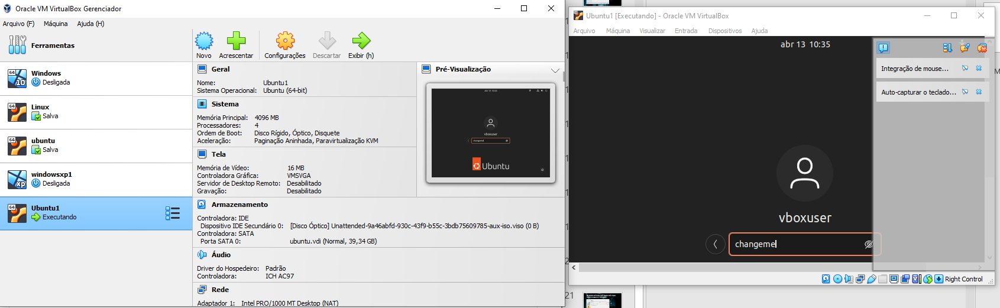 Oracle VM VirtualBox Gerenciador
Arquivo (F) Máquina Ajuda (H)
Ferramentas
Windows
Desligada
Linux
Salva
ubuntu
Salva
windowsxp1
Desligada
Ubuntu1
Executando
Novo Acrescentar Configurações Descartar Exibir (h)
Geral
Nome: Ubuntu1
Sistema Operacional: Ubuntu (64-bit)
Sistema
Memória Principal: 4096 MB
Processadores: 4
Ordem de Boot: Disco Rígido, Óptico, Disquete
Aceleração: Paginação Aninhada, Paravirtualização KVM
Tela
Memória de Vídeo: 16 MB
Controladora Gráfica: VMSVGA
Servidor de Desktop Remoto: Desabilitado
Gravação: Desabilitado
Pré-Visualização
abr 13 10:35
vboxuser
changeme
Ubuntu
Armazenamento
Controladora: IDE
Dispositivo IDE Secundário 0: [Disco Óptico] Unattended-9a46abfd-930c-43f9-b55c-3bdb75609785-aux-iso.viso (0 B)
Controladora: SATA
Porta SATA 0: ubuntu.vdi (Normal, 39,34 GB)
Áudio
Driver do Hospedeiro: Padrão
Controladora: ICH AC97
Rede
Adaptador 1: Intel PRO/1000 MT Desktop (NAT)
Ubuntu1 [Executando] - Oracle VM VirtualBox
Arquivo Máquina Visualizar Entrada Dispositivos Ajuda
abr 13 10:35
Integração de mouse...
Auto-capturar o teclado...
vboxuser
changeme
Right Control
21